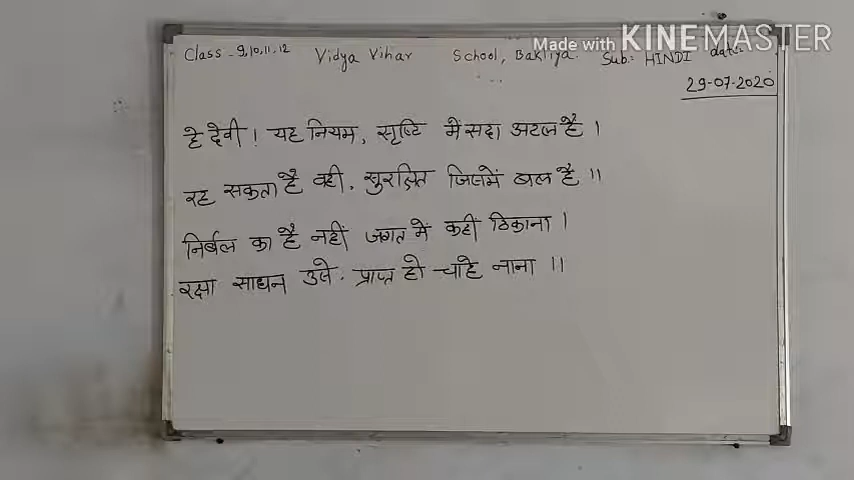 Made with KINEMASTER
Class - 9,10,11,12 Vidya Vihar School, Bakliya. Sub:- HINDI date:-
29-07-2020
हे देवी ! यह नियम, सृष्टि में सदा अटल है ।
रह सकता है वही, सुरक्षित जिसमें बल है ॥
निर्बल का है नहीं जगत में कहीं ठिकाना ।
रक्षा साधन उसे. प्राप्त हो चाहे नाना ॥